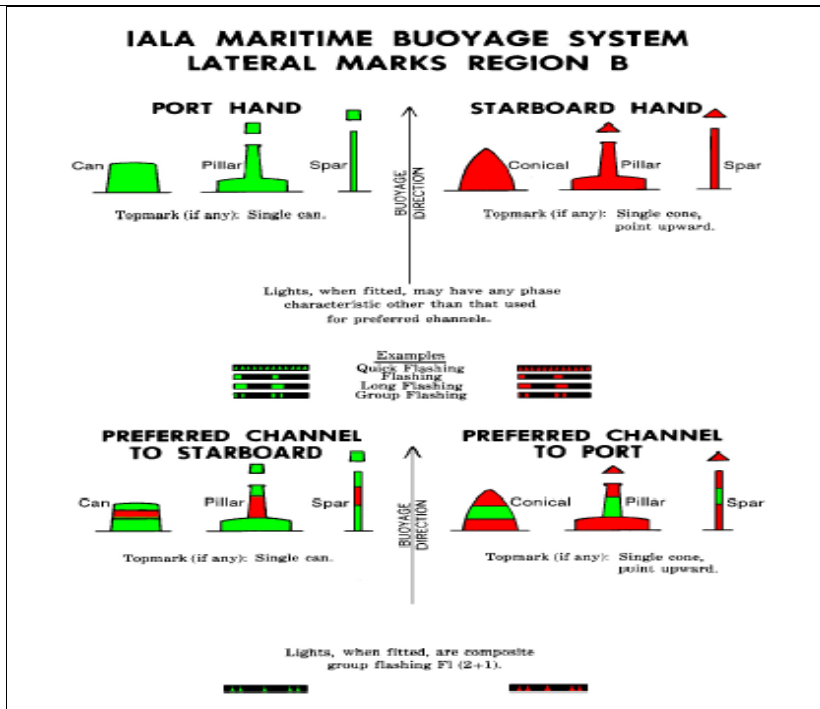 IALA MARITIME BUOYAGE SYSTEM
LATERAL MARKS REGION B
PORT HAND
STARBOARD HAND
Can
Pillar
Spar
BUOYAGE
DIRECTION
Conical
Pillar
Spar
Topmark (if any): Single can.
Topmark (if any): Single cone,
point upward.
Lights, when fitted, may have any phase
characteristic other than that used
for preferred channels.
Examples
Quick Flashing
Flashing
Long Flashing
Group Flashing
PREFERRED CHANNEL
TO STARBOARD
PREFERRED CHANNEL
TO PORT
Can
Pillar
Spar
BUOYAGE
DIRECTION
Conical
Pillar
Spar
Topmark (if any): Single can.
Topmark (if any): Single cone,
point upward.
Lights, when fitted, are composite
group flashing Fl (2+1).